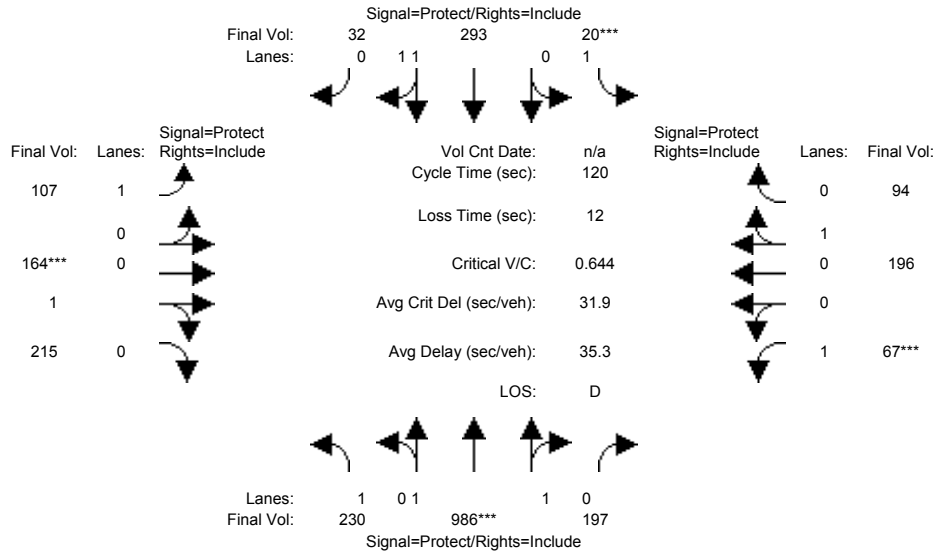 Signal=Protect/Rights=Include
Final Vol: 32 293 20***
Lanes: 0 1 1 0 1
Signal=Protect Signal=Protect
Final Vol: Lanes: Rights=Include Vol Cnt Date: n/a Rights=Include Lanes: Final Vol:
Cycle Time (sec): 120
107 1 0 94
Loss Time (sec): 12
0 1
164*** 0 Critical V/C: 0.644 0 196
1 Avg Crit Del (sec/veh): 31.9 0
215 0 Avg Delay (sec/veh): 35.3 1 67***
LOS: D
Lanes: 1 0 1 1 0
Final Vol: 230 986*** 197
Signal=Protect/Rights=Include